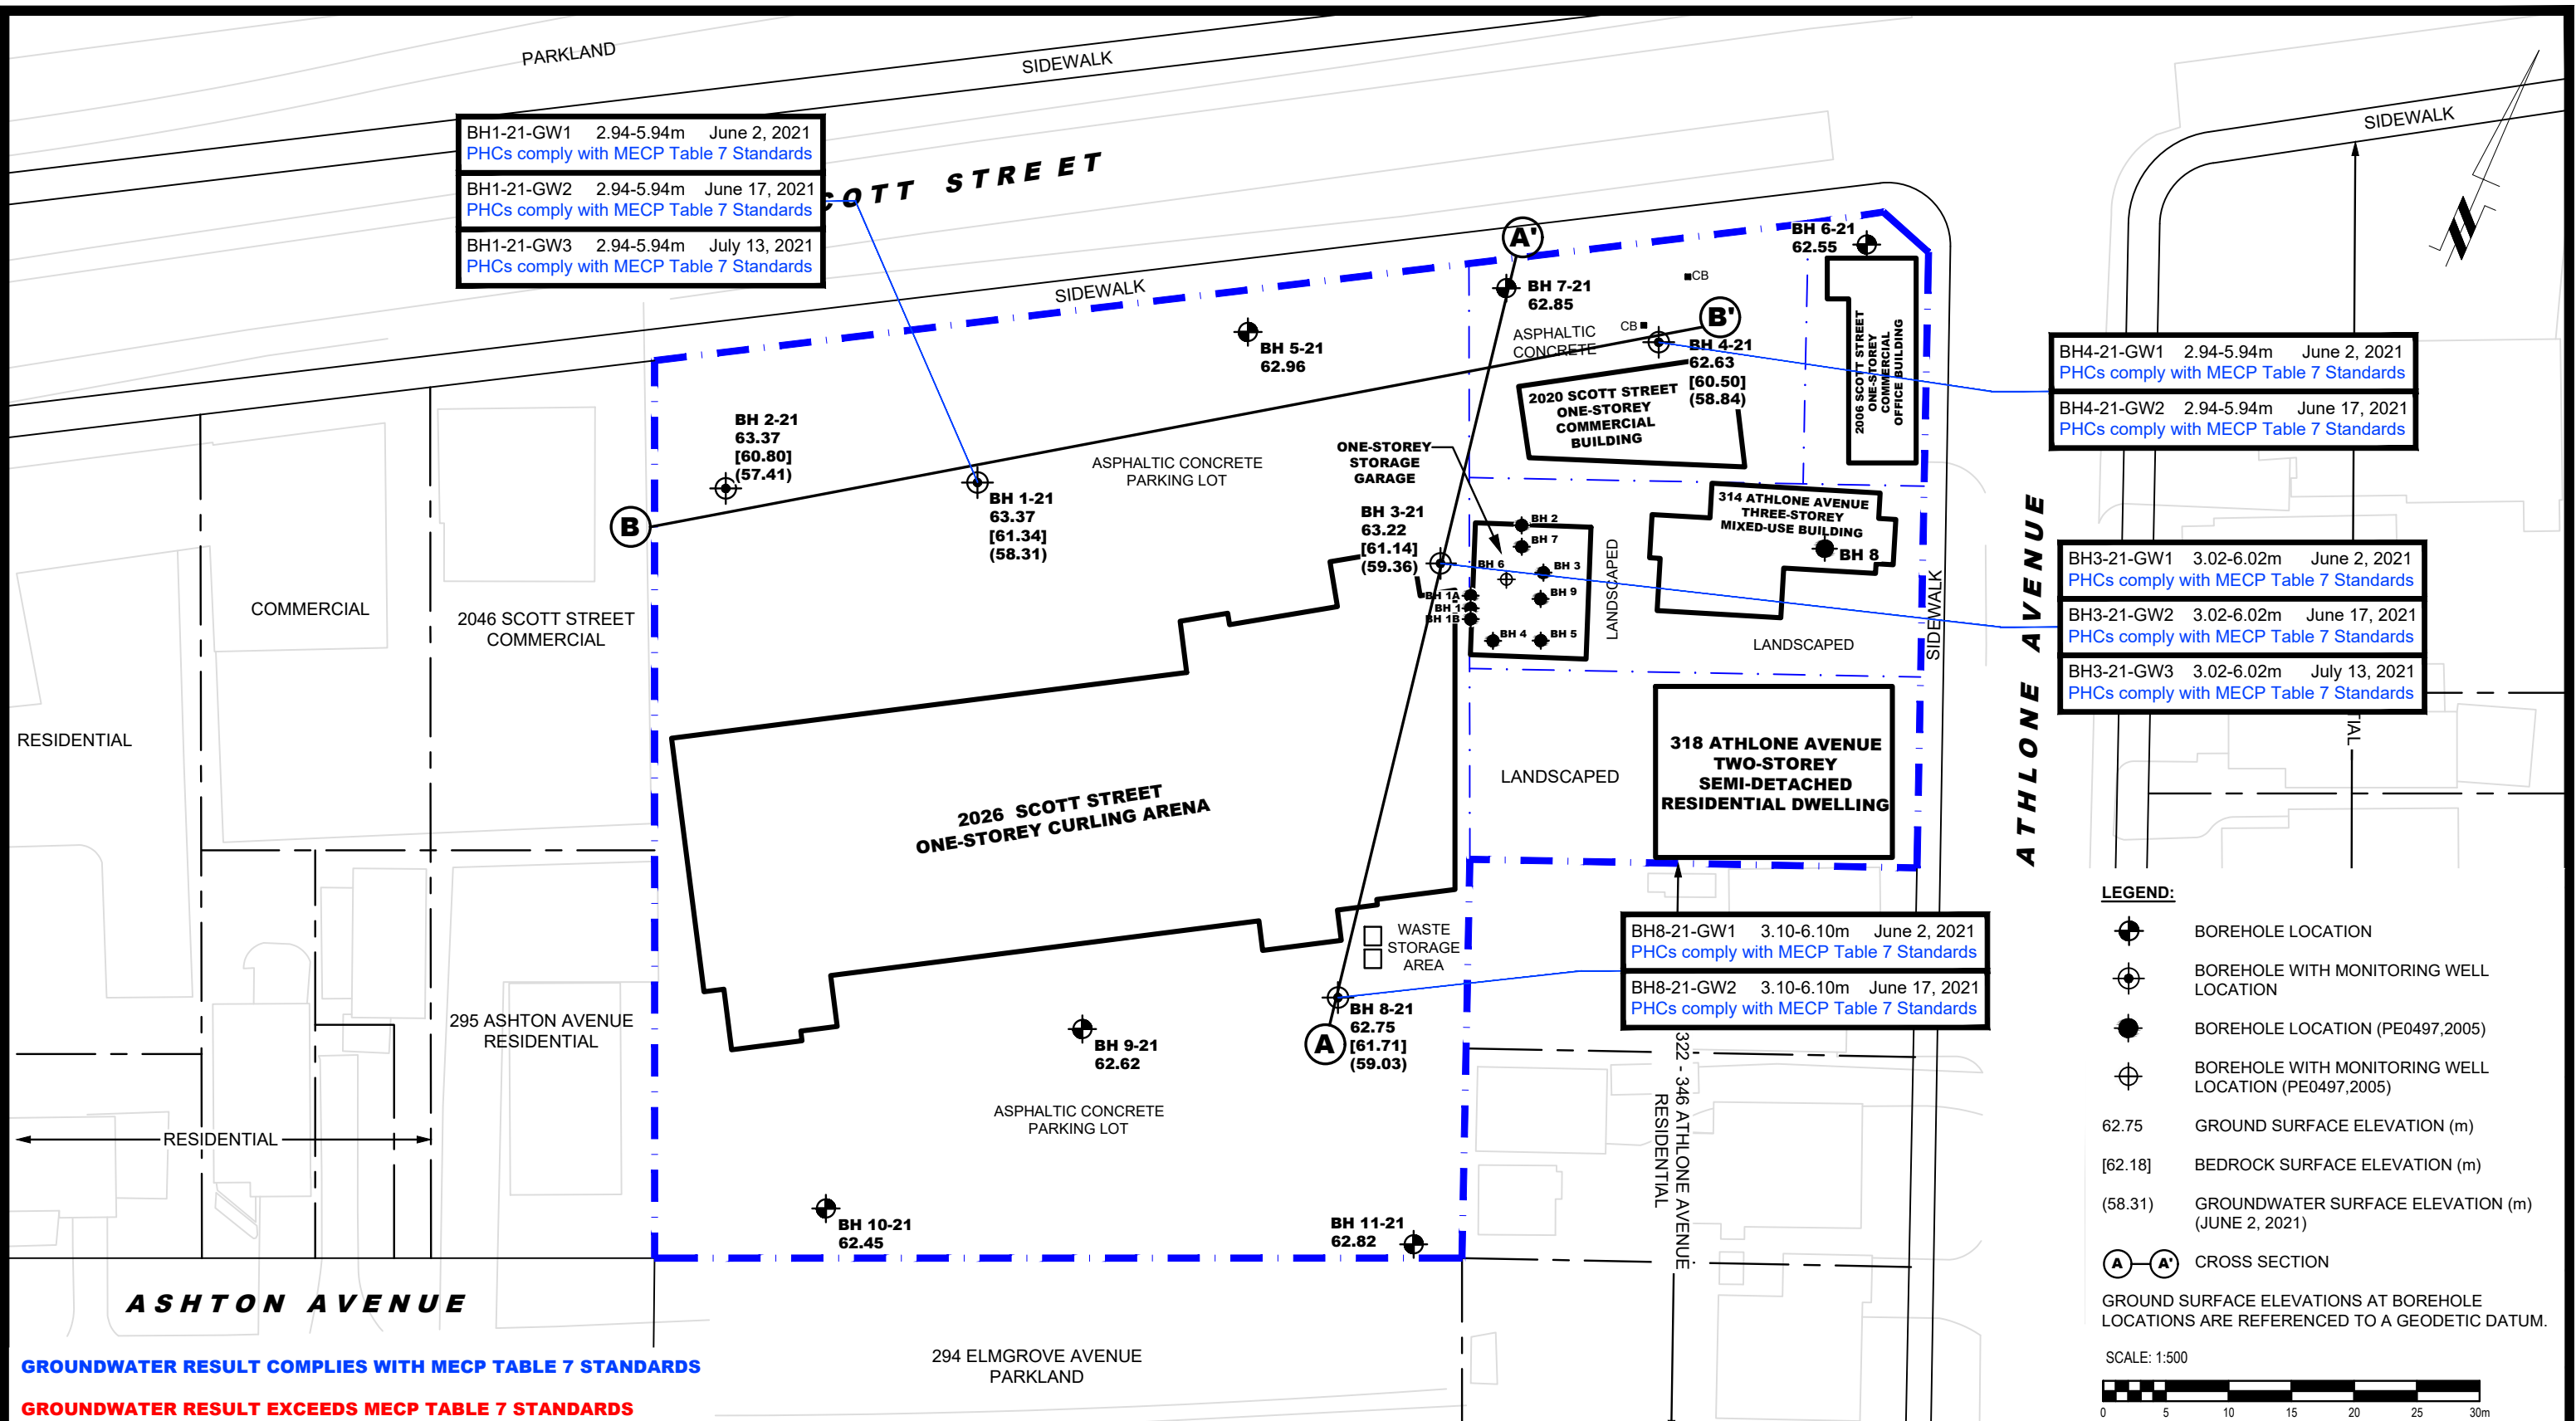 PARKLAND
SIDEWALK
SIDEWALK
BH1-21-GW1 2.94-5.94m June 2, 2021
PHCs comply with MECP Table 7 Standards
BH1-21-GW2 2.94-5.94m June 17, 2021
PHCs comply with MECP Table 7 Standards
BH1-21-GW3 2.94-5.94m July 13, 2021
PHCs comply with MECP Table 7 Standards
COTT STREET
SIDEWALK
A'
BH 6-21
62.55
BH 7-21
62.85
CB
CB
B'
ASPHALTIC
CONCRETE
BH 5-21
62.96
BH 4-21
62.63
[60.50]
(58.84)
2006 SCOTT STREET
ONE-STOREY
COMMERCIAL
OFFICE BUILDING
2020 SCOTT STREET
ONE-STOREY
COMMERCIAL
BUILDING
BH4-21-GW1 2.94-5.94m June 2, 2021
PHCs comply with MECP Table 7 Standards
BH4-21-GW2 2.94-5.94m June 17, 2021
PHCs comply with MECP Table 7 Standards
BH 2-21
63.37
[60.80]
(57.41)
B
BH 1-21
63.37
[61.34]
(58.31)
ASPHALTIC CONCRETE
PARKING LOT
ONE-STOREY
STORAGE
GARAGE
BH 3-21
63.22
[61.14]
(59.36)
BH 2
BH 7
BH 6
BH 3
BH 9
BH 1A
BH 1
BH 1B
BH 4
BH 5
LANDSCAPED
314 ATHLONE AVENUE
THREE-STOREY
MIXED-USE BUILDING
BH 8
LANDSCAPED
SIDEWALK
ATHLONE AVENUE
BH3-21-GW1 3.02-6.02m June 2, 2021
PHCs comply with MECP Table 7 Standards
BH3-21-GW2 3.02-6.02m June 17, 2021
PHCs comply with MECP Table 7 Standards
BH3-21-GW3 3.02-6.02m July 13, 2021
PHCs comply with MECP Table 7 Standards
TIAL
COMMERCIAL
2046 SCOTT STREET
COMMERCIAL
RESIDENTIAL
2026 SCOTT STREET
ONE-STOREY CURLING ARENA
LANDSCAPED
318 ATHLONE AVENUE
TWO-STOREY
SEMI-DETACHED
RESIDENTIAL DWELLING
WASTE
STORAGE
AREA
BH8-21-GW1 3.10-6.10m June 2, 2021
PHCs comply with MECP Table 7 Standards
BH8-21-GW2 3.10-6.10m June 17, 2021
PHCs comply with MECP Table 7 Standards
BH 8-21
62.75
[61.71]
(59.03)
A
BH 9-21
62.62
295 ASHTON AVENUE
RESIDENTIAL
RESIDENTIAL
ASPHALTIC CONCRETE
PARKING LOT
322 - 346 ATHLONE AVENUE
RESIDENTIAL
BH 10-21
62.45
BH 11-21
62.82
ASHTON AVENUE
294 ELMGROVE AVENUE
PARKLAND
GROUNDWATER RESULT COMPLIES WITH MECP TABLE 7 STANDARDS
GROUNDWATER RESULT EXCEEDS MECP TABLE 7 STANDARDS
LEGEND:
BOREHOLE LOCATION
BOREHOLE WITH MONITORING WELL
LOCATION
BOREHOLE LOCATION (PE0497,2005)
BOREHOLE WITH MONITORING WELL
LOCATION (PE0497,2005)
62.75 GROUND SURFACE ELEVATION (m)
[62.18] BEDROCK SURFACE ELEVATION (m)
(58.31) GROUNDWATER SURFACE ELEVATION (m)
(JUNE 2, 2021)
A A' CROSS SECTION
GROUND SURFACE ELEVATIONS AT BOREHOLE
LOCATIONS ARE REFERENCED TO A GEODETIC DATUM.
SCALE: 1:500
0 5 10 15 20 25 30m